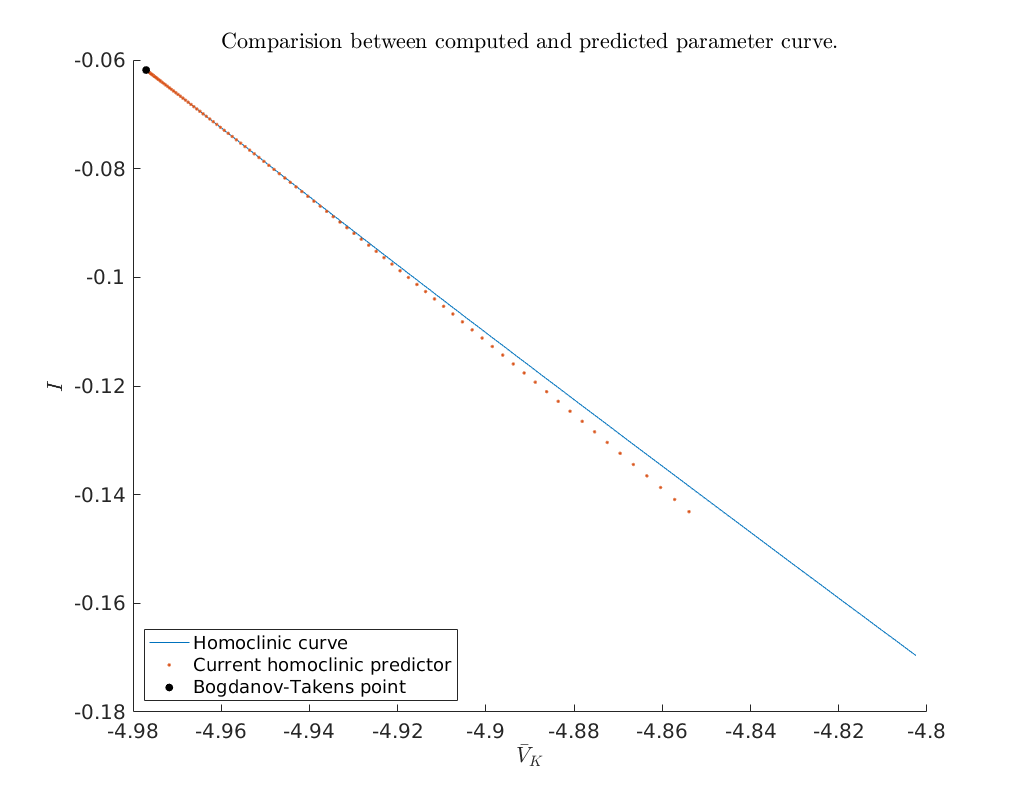 Comparision between computed and predicted parameter curve.
-0.06
-0.08
-0.1
-0.12
-0.14
-0.16
-0.18
I
Homoclinic curve
Current homoclinic predictor
Bogdanov-Takens point
-4.98 -4.96 -4.94 -4.92 -4.9 -4.88 -4.86 -4.84 -4.82 -4.8
V̄_K